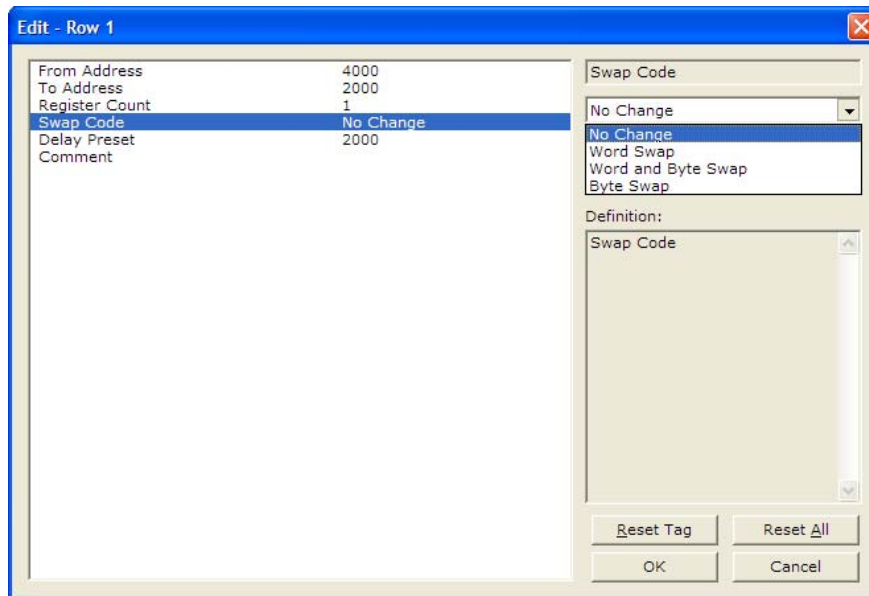 Edit - Row 1
From Address 4000
To Address 2000
Register Count 1
Swap Code No Change
Delay Preset 2000
Comment
Swap Code
No Change
No Change
Word Swap
Word and Byte Swap
Byte Swap
Definition:
Swap Code
Reset Tag Reset All
OK Cancel